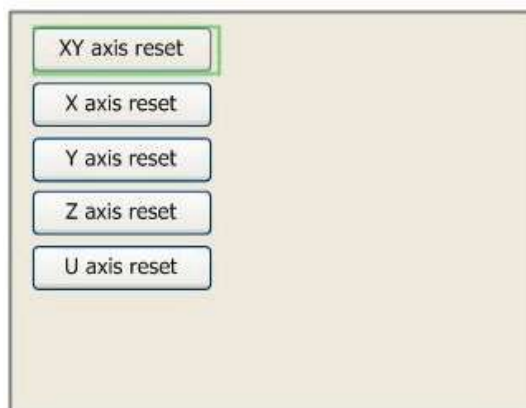 XY axis reset
X axis reset
Y axis reset
Z axis reset
U axis reset